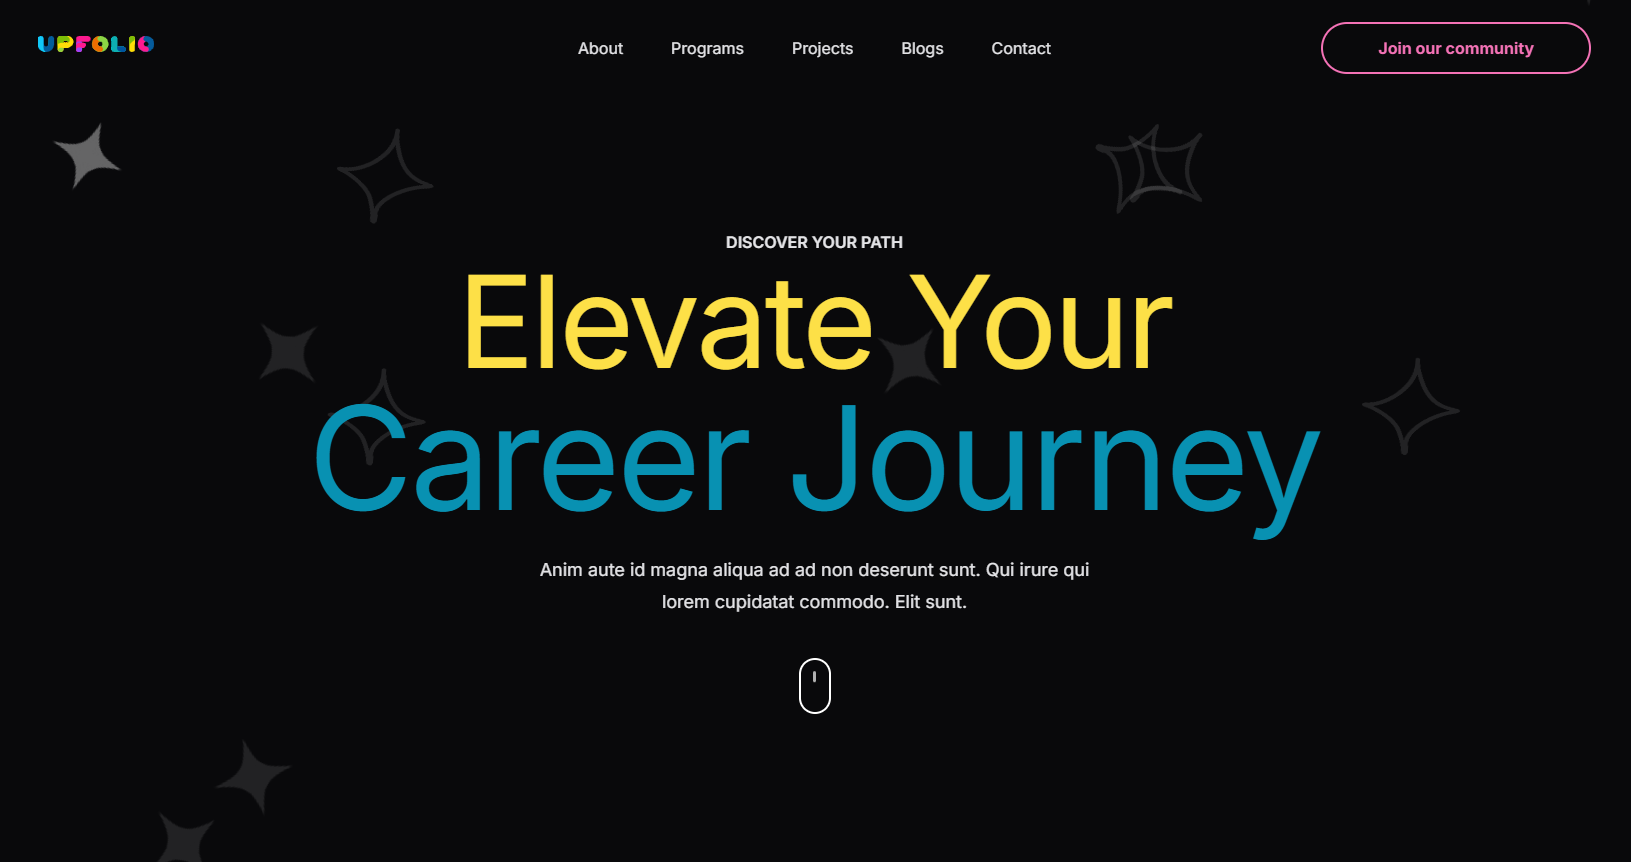 UPFOLIO
About
Programs
Projects
Blogs
Contact
Join our community
DISCOVER YOUR PATH
Elevate Your
Career Journey
Anim aute id magna aliqua ad ad non deserunt sunt. Qui irure qui
lorem cupidatat commodo. Elit sunt.